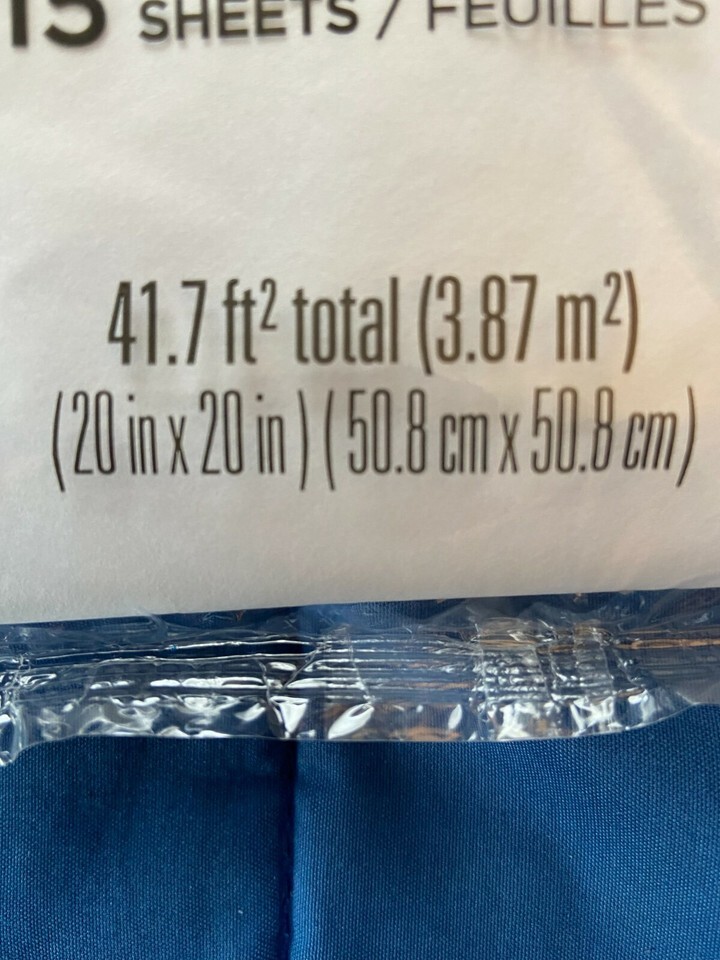 15 SHEETS / FEUILLES
41.7 ft² total (3.87 m²)
(20 in x 20 in) (50.8 cm x 50.8 cm)